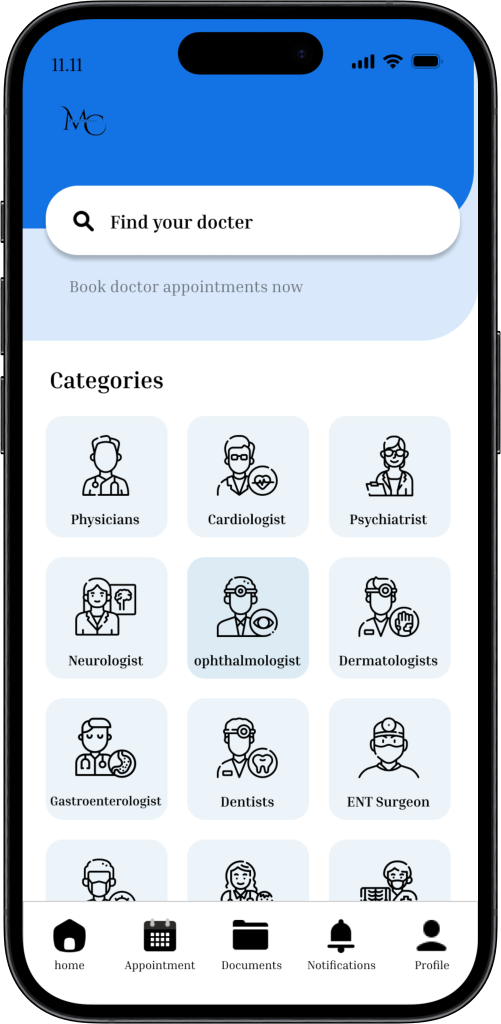 11.11
MC
Find your docter
Book doctor appointments now
Categories
Physicians
Cardiologist
Psychiatrist
Neurologist
ophthalmologist
Dermatologists
Gastroenterologist
Dentists
ENT Surgeon
home
Appointment
Documents
Notifications
Profile